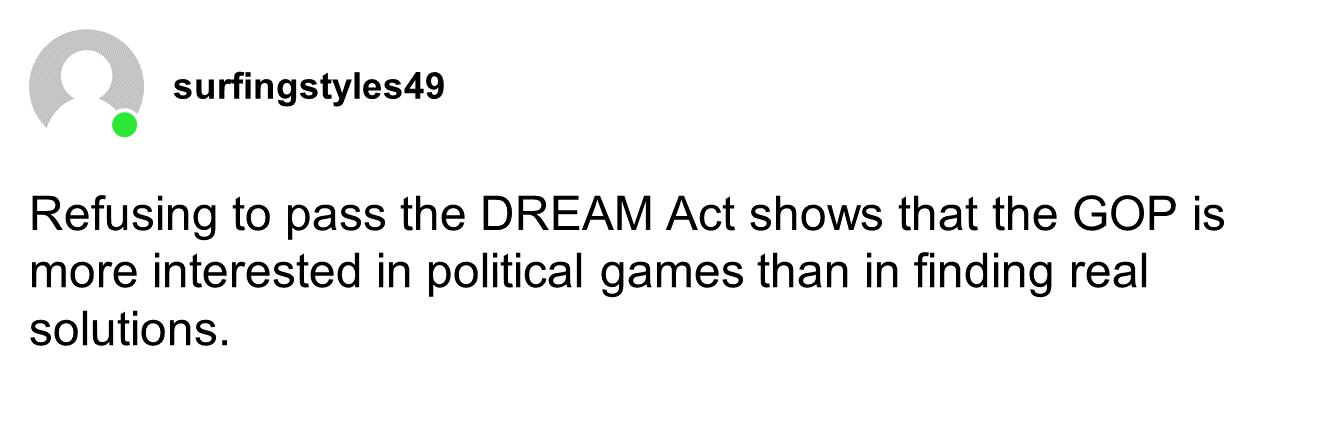 surfingstyles49
Refusing to pass the DREAM Act shows that the GOP is
more interested in political games than in finding real
solutions.